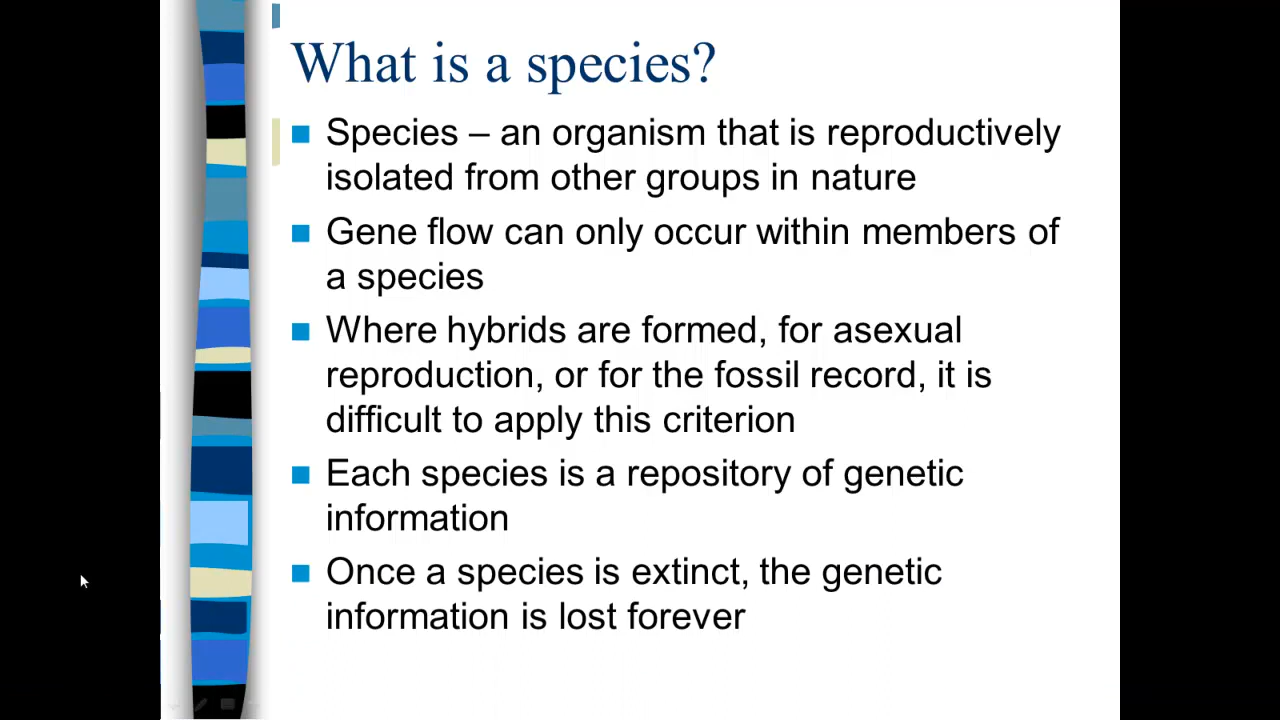 What is a species?
Species – an organism that is reproductively
isolated from other groups in nature
Gene flow can only occur within members of
a species
Where hybrids are formed, for asexual
reproduction, or for the fossil record, it is
difficult to apply this criterion
Each species is a repository of genetic
information
Once a species is extinct, the genetic
information is lost forever